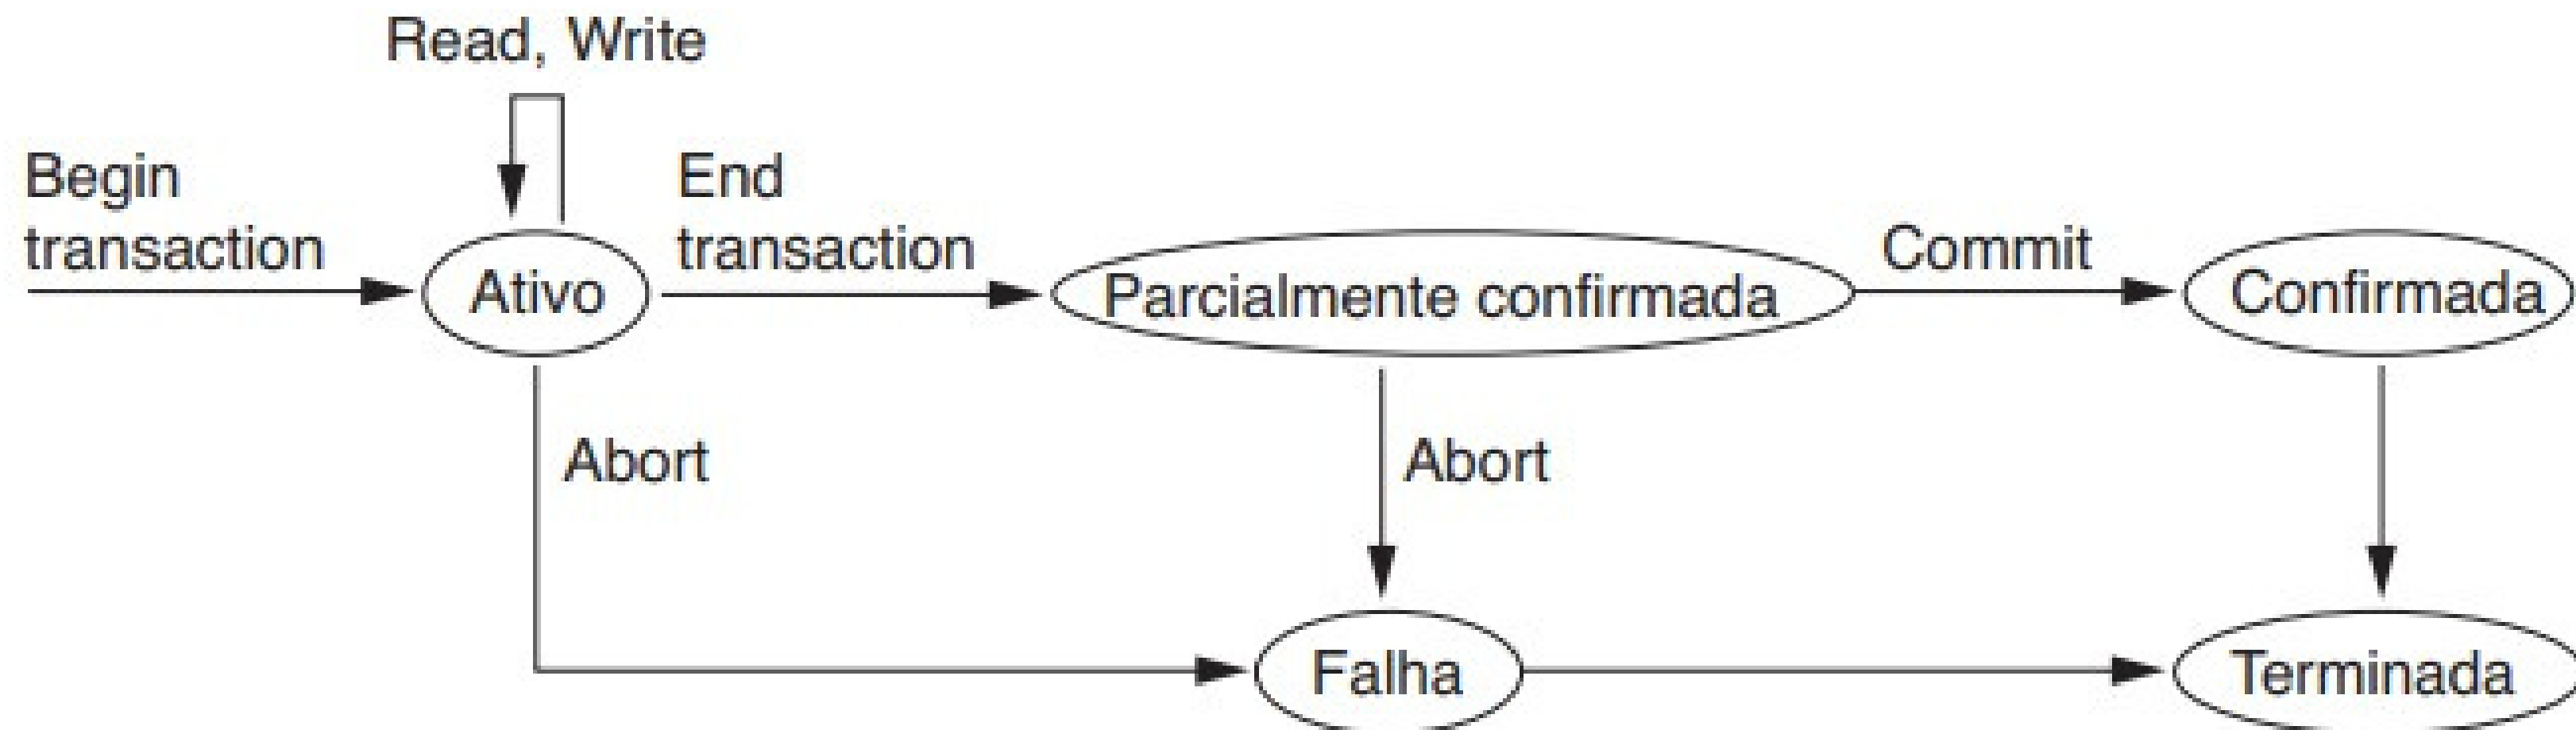 Read, Write
Begin
transaction
End
transaction
Ativo
Parcialmente confirmada
Commit
Confirmada
Abort
Abort
Falha
Terminada